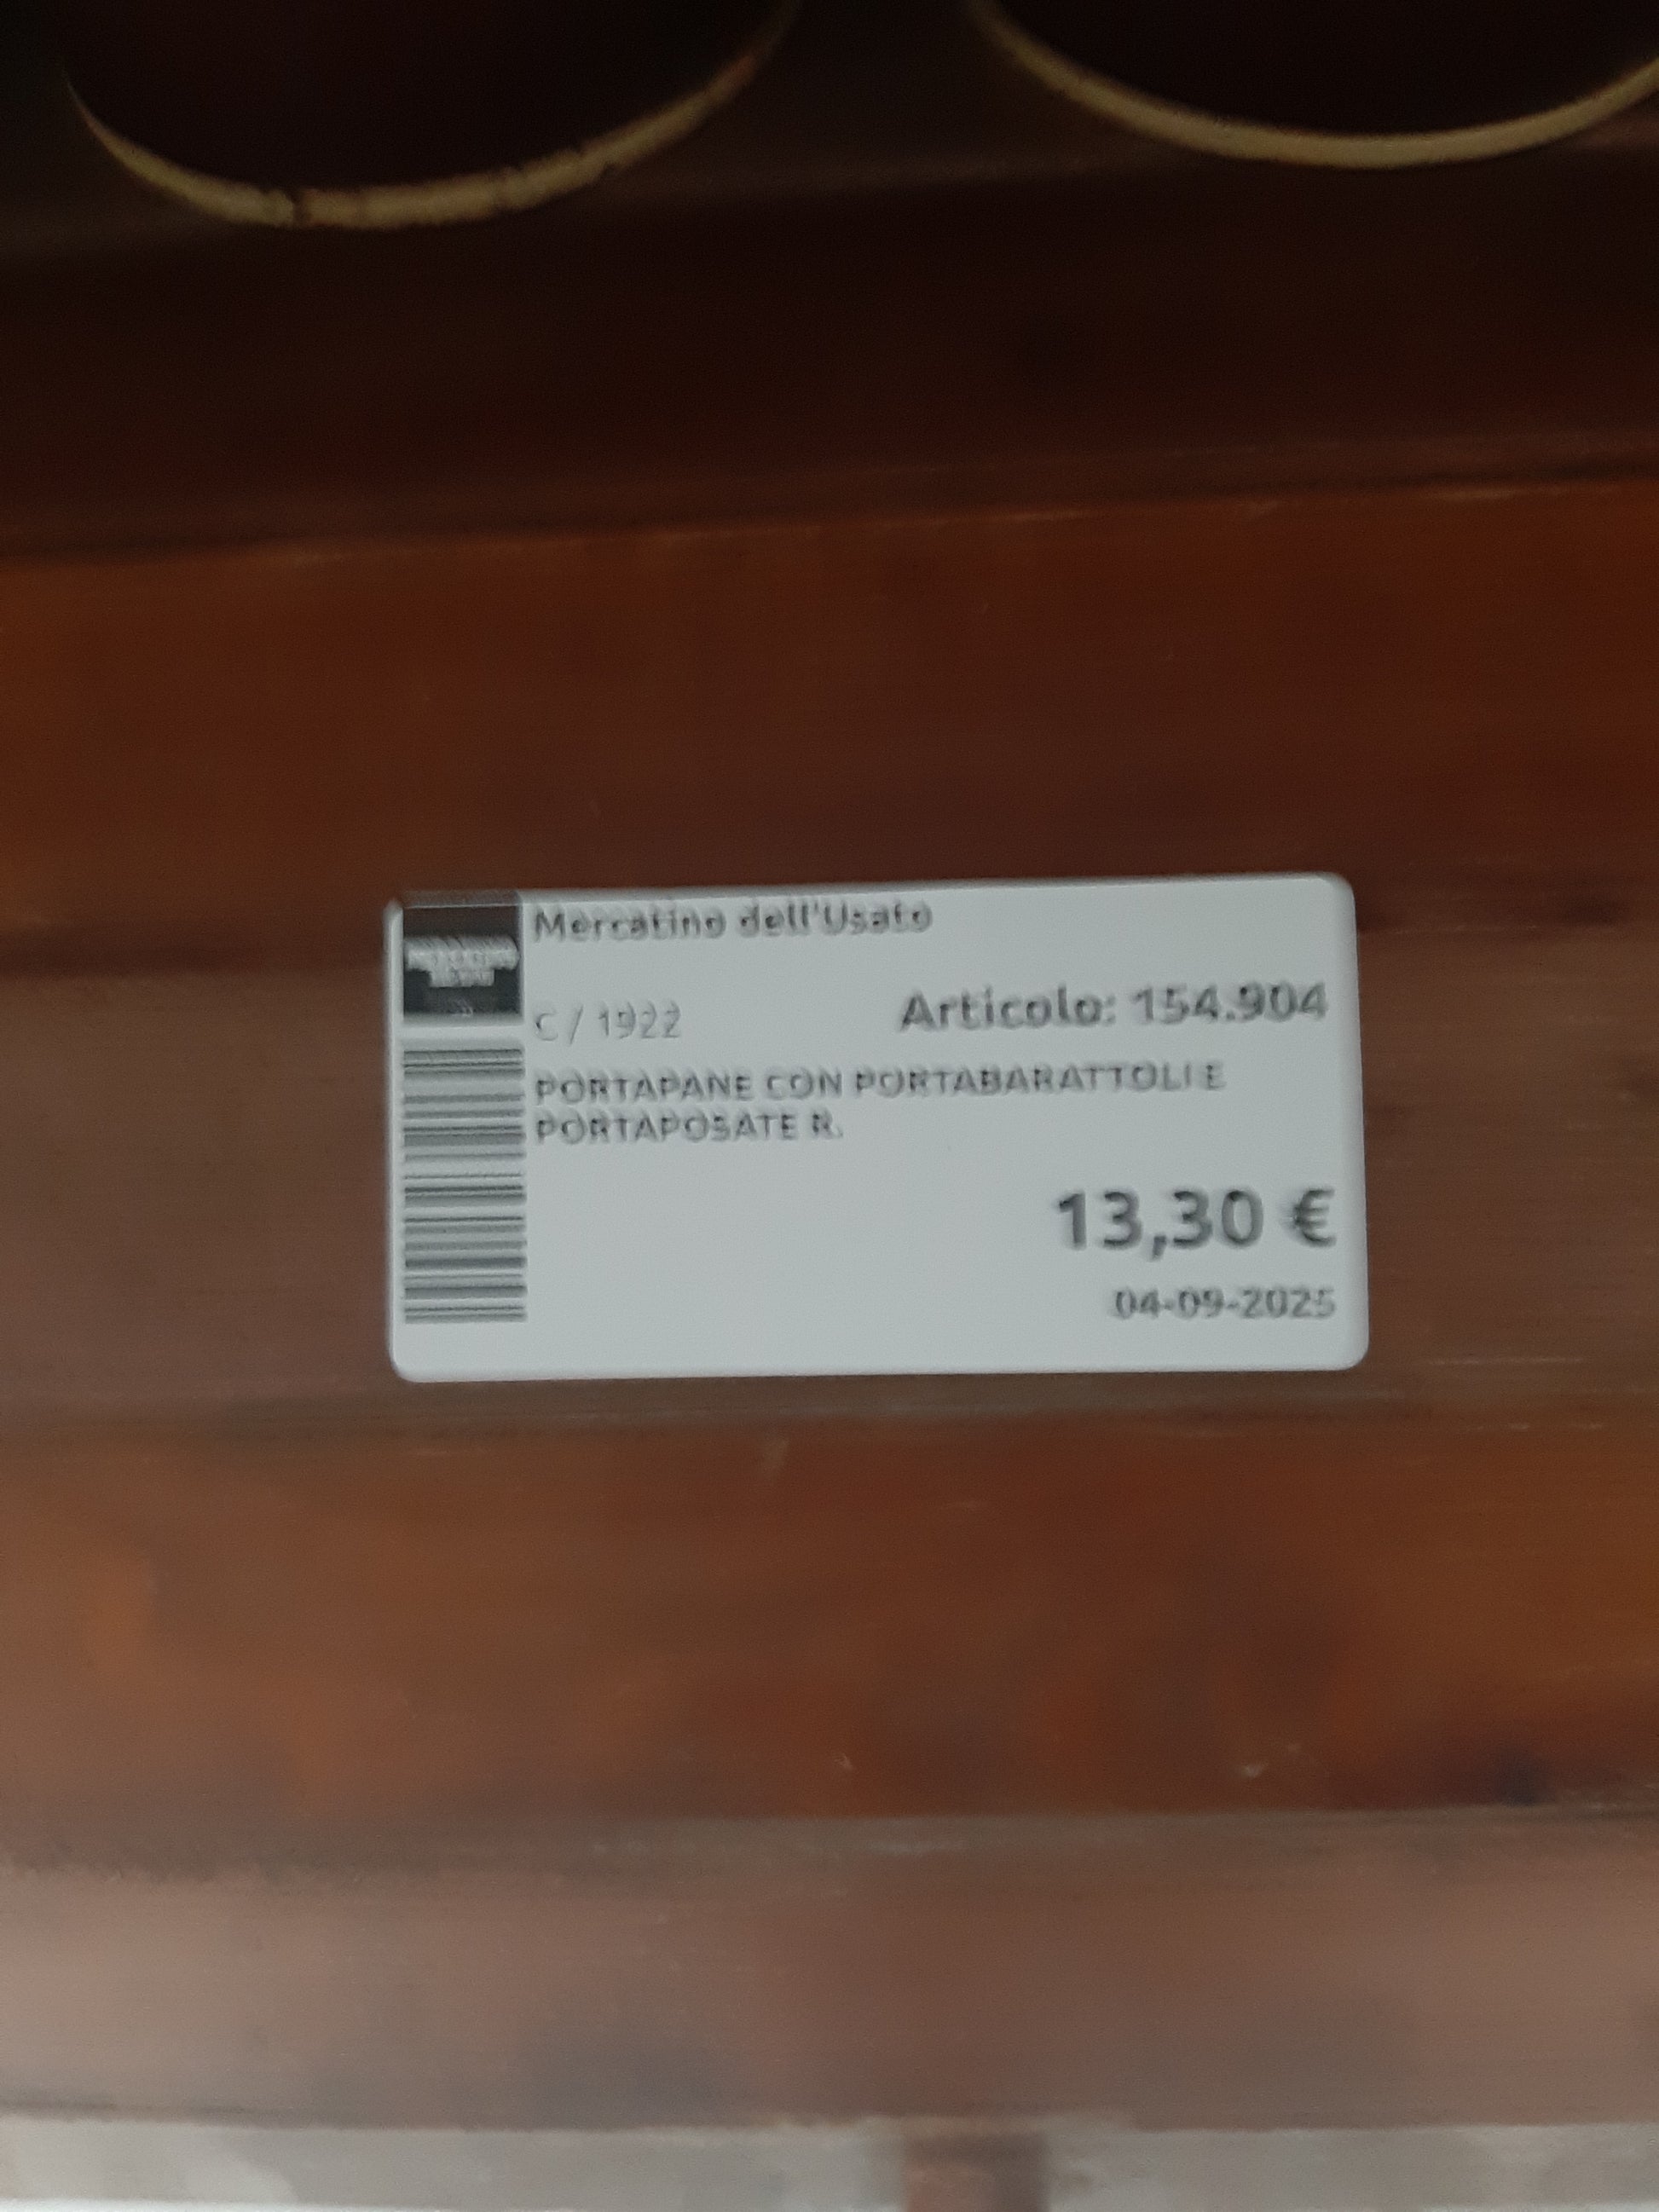 Mercatino dell'Usato
C / 1922
Articolo: 154.904
PORTAPANE CON PORTABARATTOLI E
PORTAPOSATE R.
13,30 €
04-09-2025